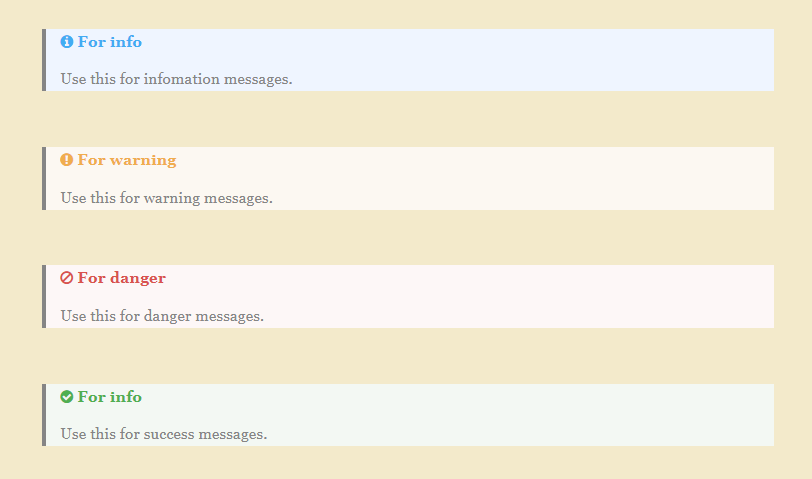 For info
Use this for infomation messages.
For warning
Use this for warning messages.
For danger
Use this for danger messages.
For info
Use this for success messages.